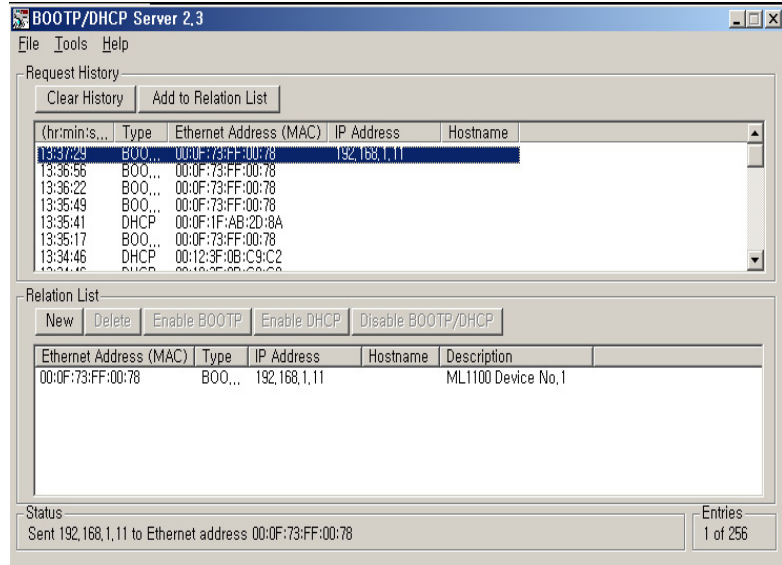 BOOTP/DHCP Server 2,3
File Tools Help
Request History
Clear History Add to Relation List
(hr:min:s,,, Type Ethernet Address (MAC) IP Address Hostname
13:37:29 BOO,,, 00:0F:73:FF:00:78 192,168,1,11
13:36:56 BOO,,, 00:0F:73:FF:00:78
13:36:22 BOO,,, 00:0F:73:FF:00:78
13:35:49 BOO,,, 00:0F:73:FF:00:78
13:35:41 DHCP 00:0F:1F:AB:2D:8A
13:35:17 BOO,,, 00:0F:73:FF:00:78
13:34:46 DHCP 00:12:3F:0B:C9:C2
Relation List
New Delete Enable BOOTP Enable DHCP Disable BOOTP/DHCP
Ethernet Address (MAC) Type IP Address Hostname Description
00:0F:73:FF:00:78 BOO,,, 192,168,1,11 ML1100 Device No,1
Status
Entries
Sent 192,168,1,11 to Ethernet address 00:0F:73:FF:00:78
1 of 256